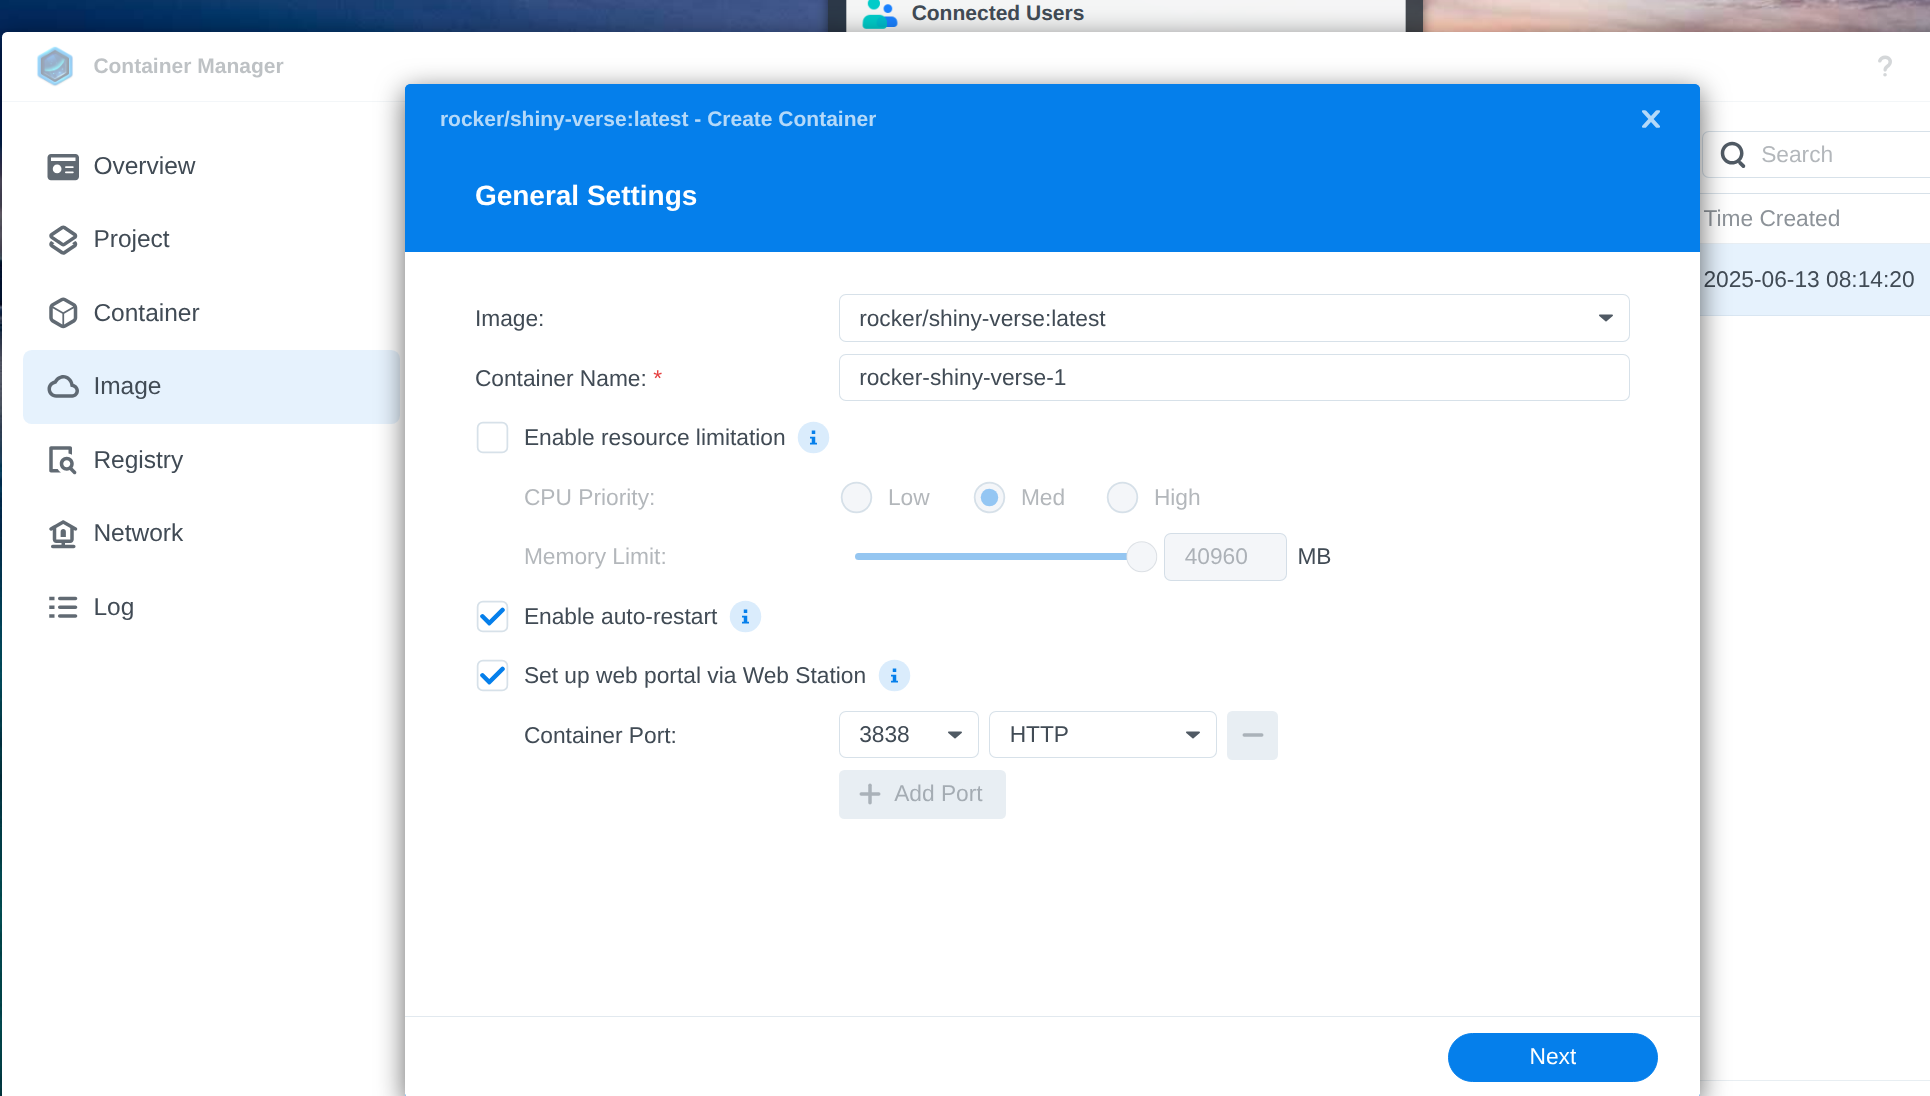 Connected Users
Container Manager
?
rocker/shiny-verse:latest - Create Container
General Settings
Overview
Project
Container
Image
Registry
Network
Log
Search
Time Created
2025-06-13 08:14:20
Image: rocker/shiny-verse:latest
Container Name: * rocker-shiny-verse-1
Enable resource limitation i
CPU Priority: Low Med High
Memory Limit: 40960 MB
Enable auto-restart i
Set up web portal via Web Station i
Container Port: 3838 HTTP
Add Port
Next